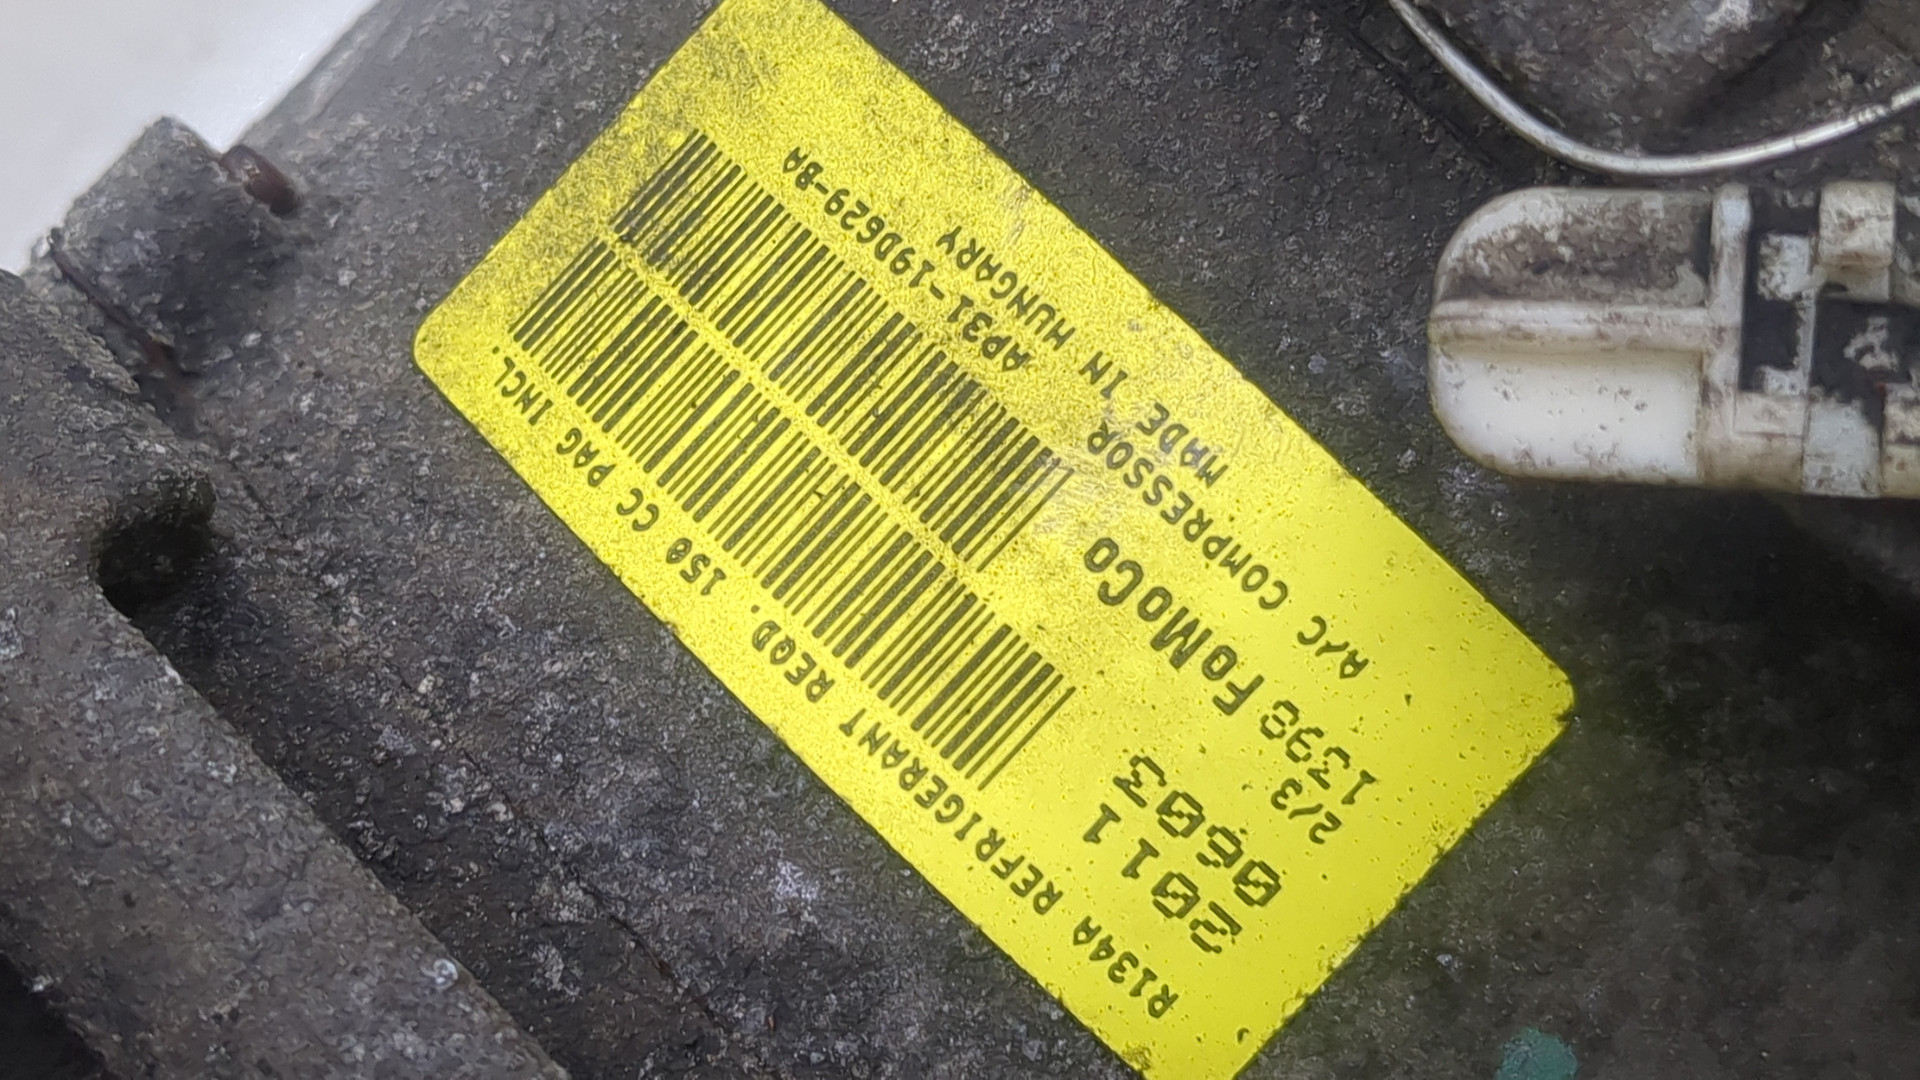 R134A REFRIGERANT REQD. 150 CC PAG INCL.
2011
0603
2/3
FoMoCo
A/C COMPRESSOR AP31-19D629-BA
MADE IN HUNGARY